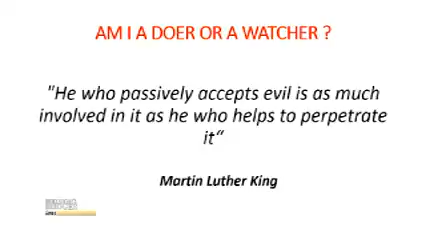 AM I A DOER OR A WATCHER ?
"He who passively accepts evil is as much
involved in it as he who helps to perpetrate
it“
Martin Luther King